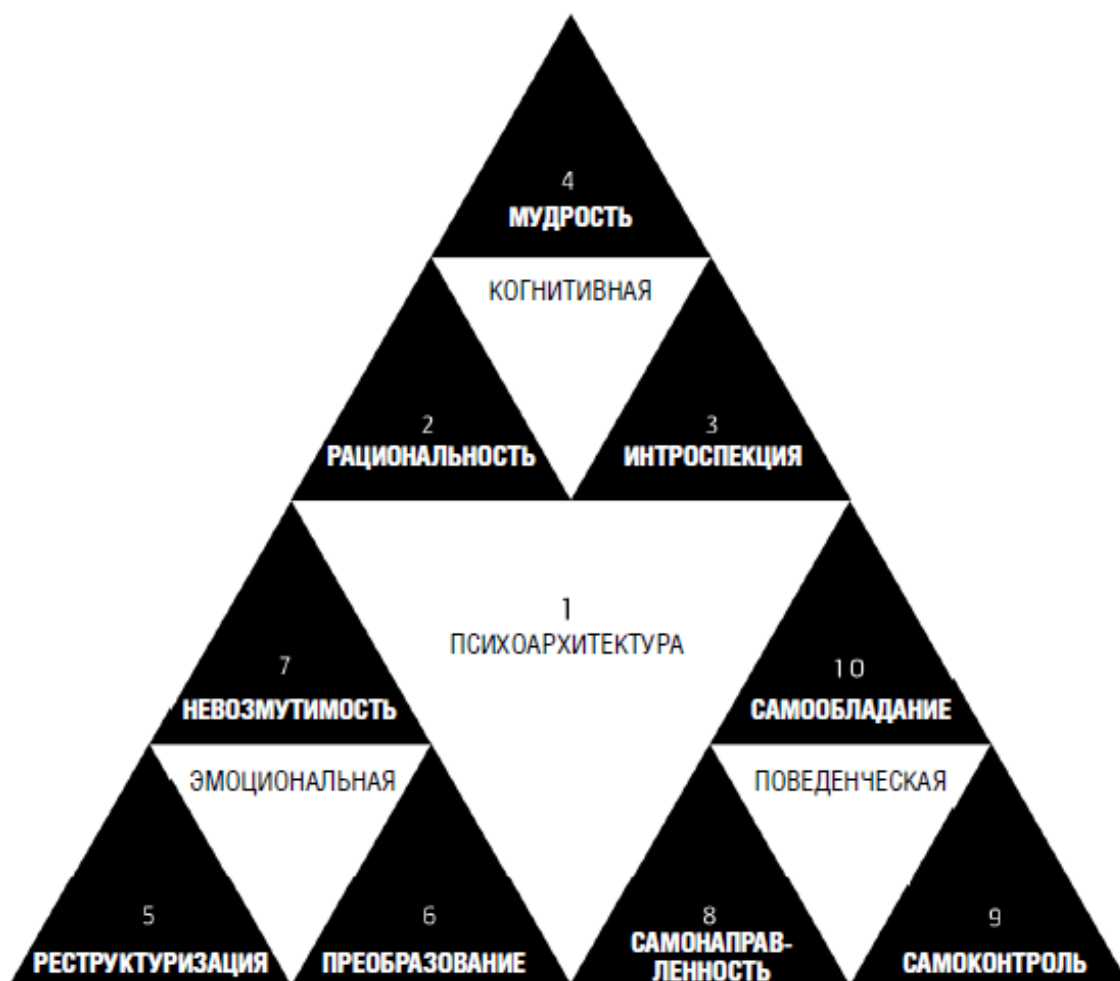 4
МУДРОСТЬ
КОГНИТИВНАЯ
2
РАЦИОНАЛЬНОСТЬ
3
ИНТРОСПЕКЦИЯ
1
ПСИХОАРХИТЕКТУРА
7
НЕВОЗМУТИМОСТЬ
10
САМООБЛАДАНИЕ
ЭМОЦИОНАЛЬНАЯ
ПОВЕДЕНЧЕСКАЯ
5
РЕСТРУКТУРИЗАЦИЯ
6
ПРЕОБРАЗОВАНИЕ
8
САМОНАПРАВ-
ЛЕННОСТЬ
9
САМОКОНТРОЛЬ